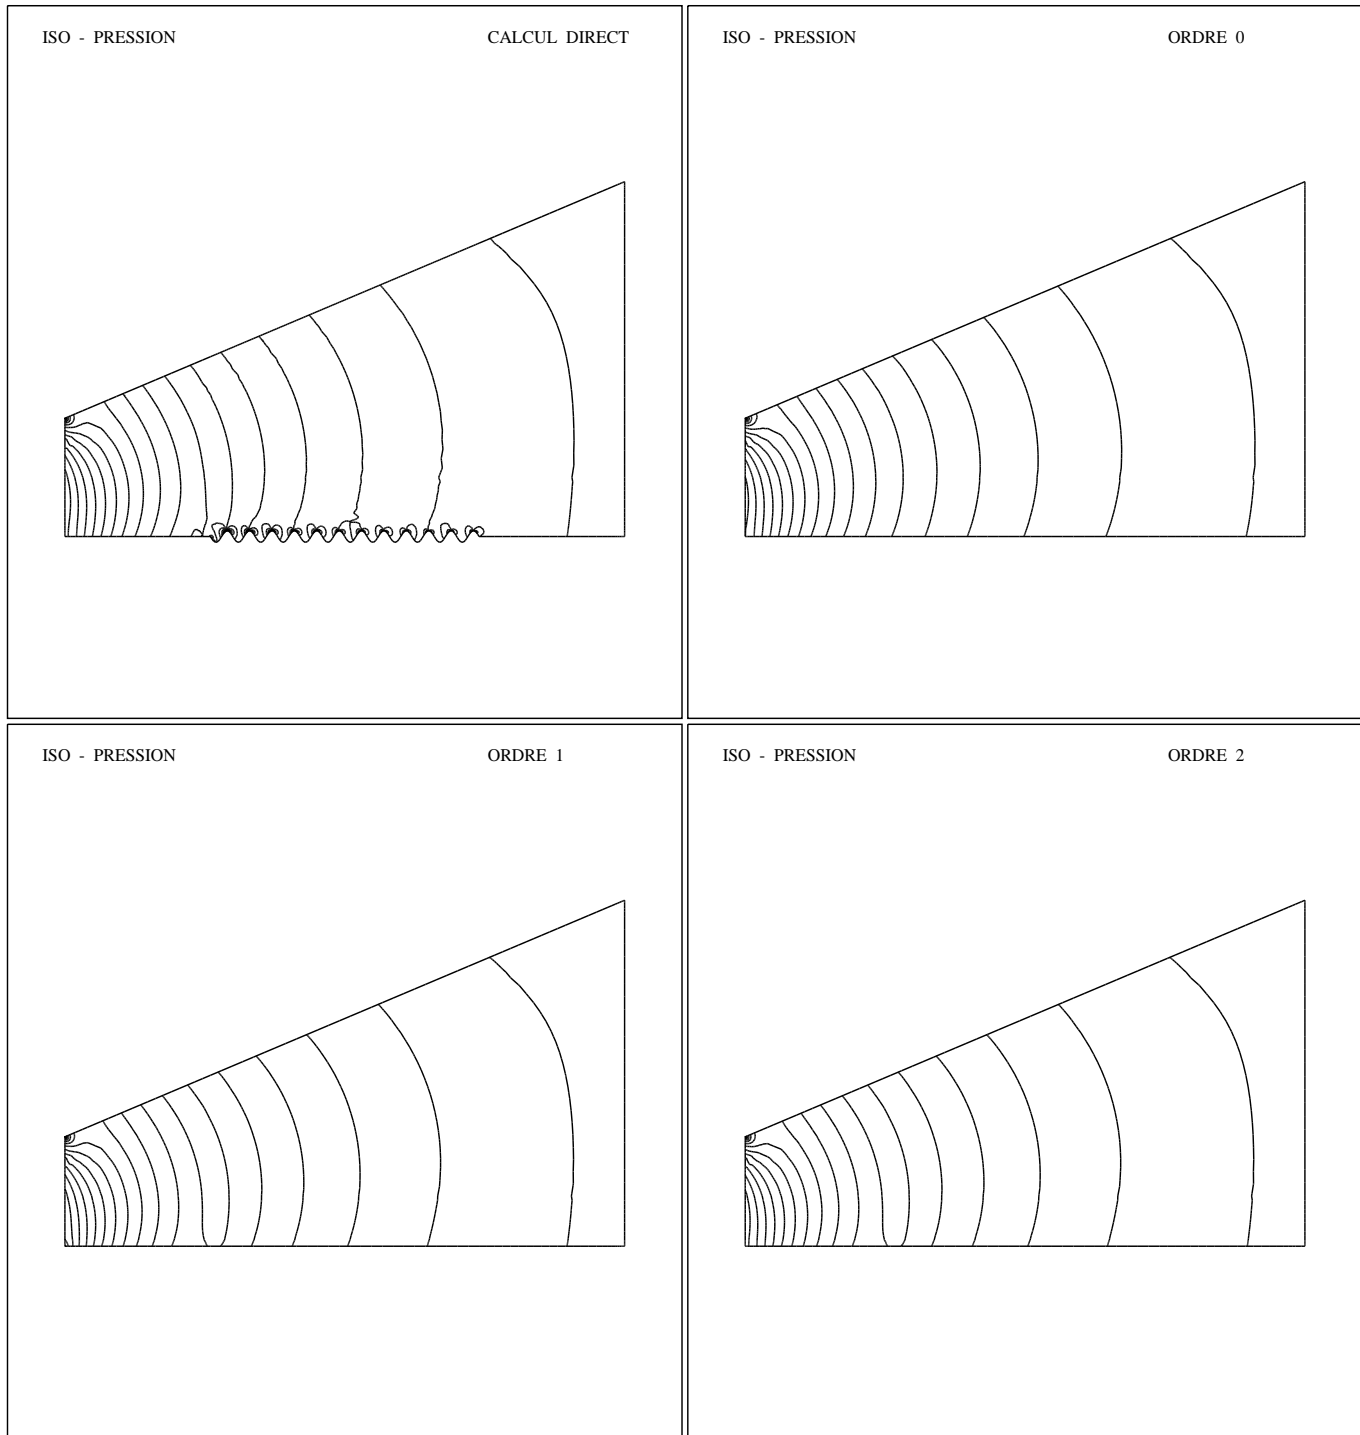 ISO - PRESSION
CALCUL DIRECT
ISO - PRESSION
ORDRE 0
ISO - PRESSION
ORDRE 1
ISO - PRESSION
ORDRE 2